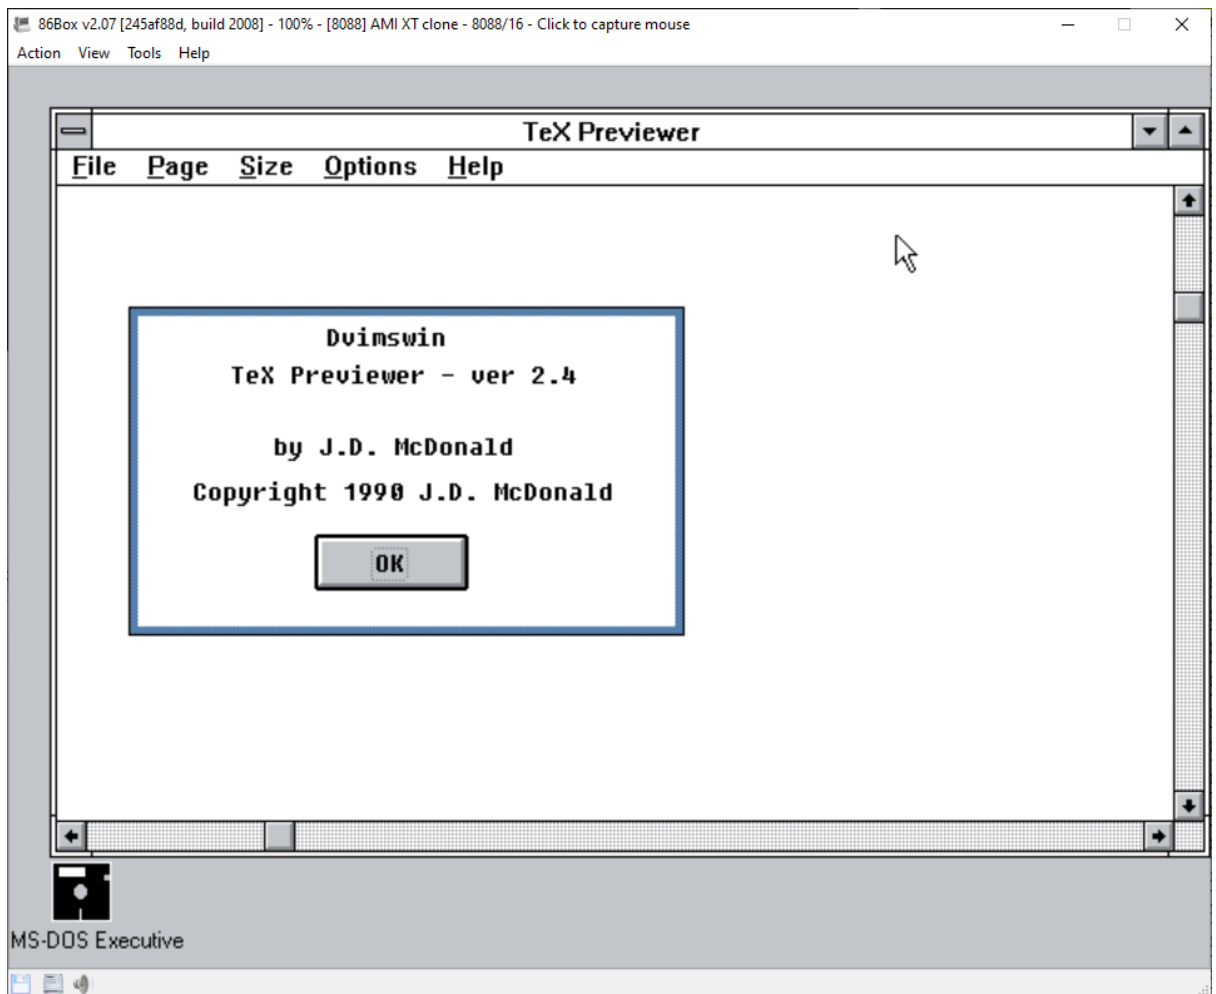 86Box v2.07 [245af88d, build 2008] - 100% - [8088] AMI XT clone - 8088/16 - Click to capture mouse
Action View Tools Help
TeX Previewer
File Page Size Options Help
Dvimswin
TeX Previewer - ver 2.4
by J.D. McDonald
Copyright 1990 J.D. McDonald
OK
MS-DOS Executive